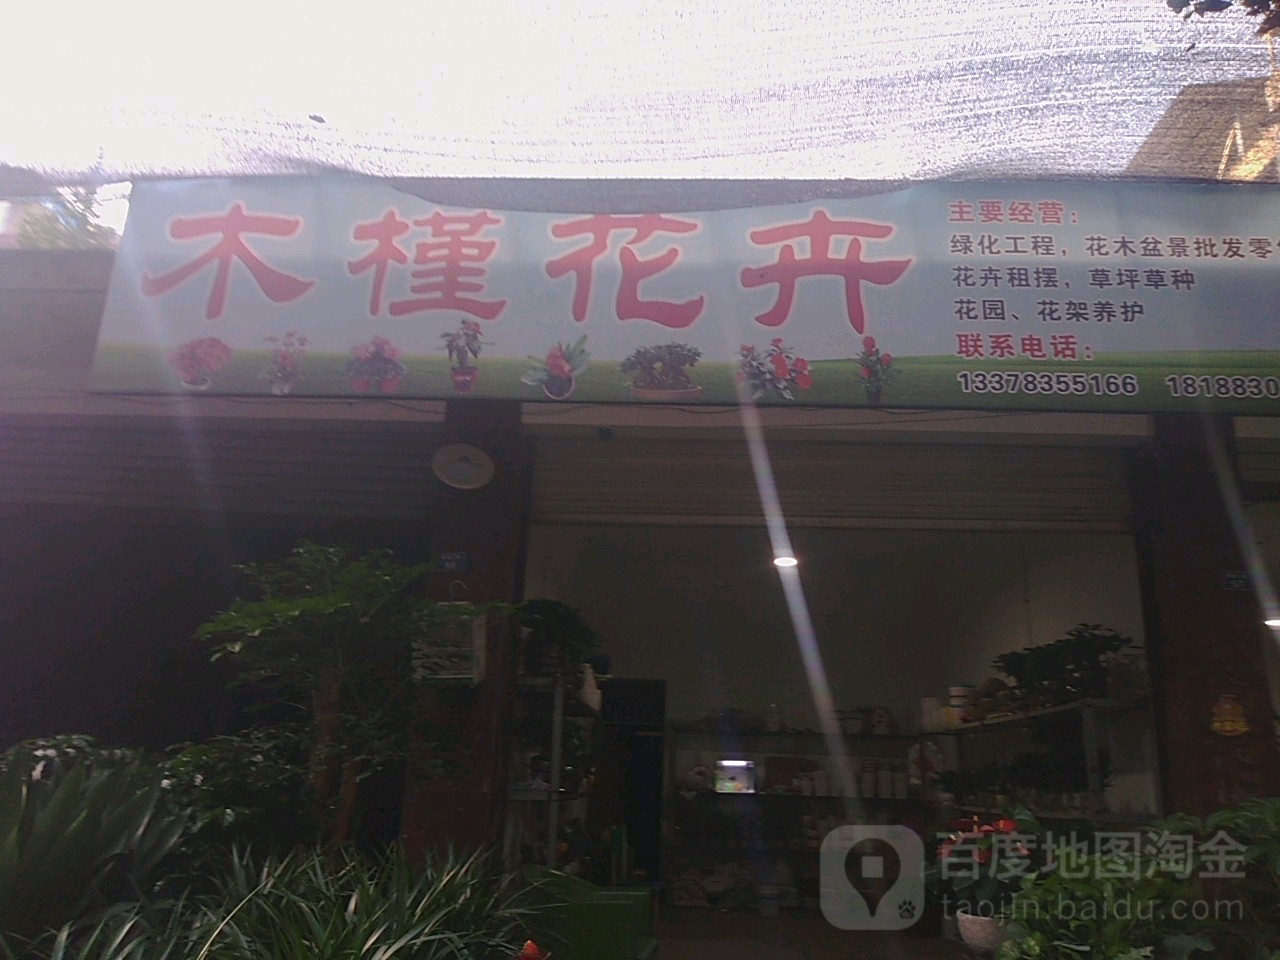 木槿花卉
主要经营：
绿化工程，花木盆景批发零
花卉租摆，草坪草种
花园、花架养护
联系电话：
13378355166 1818830
百度地图淘金
taojin.baidu.com